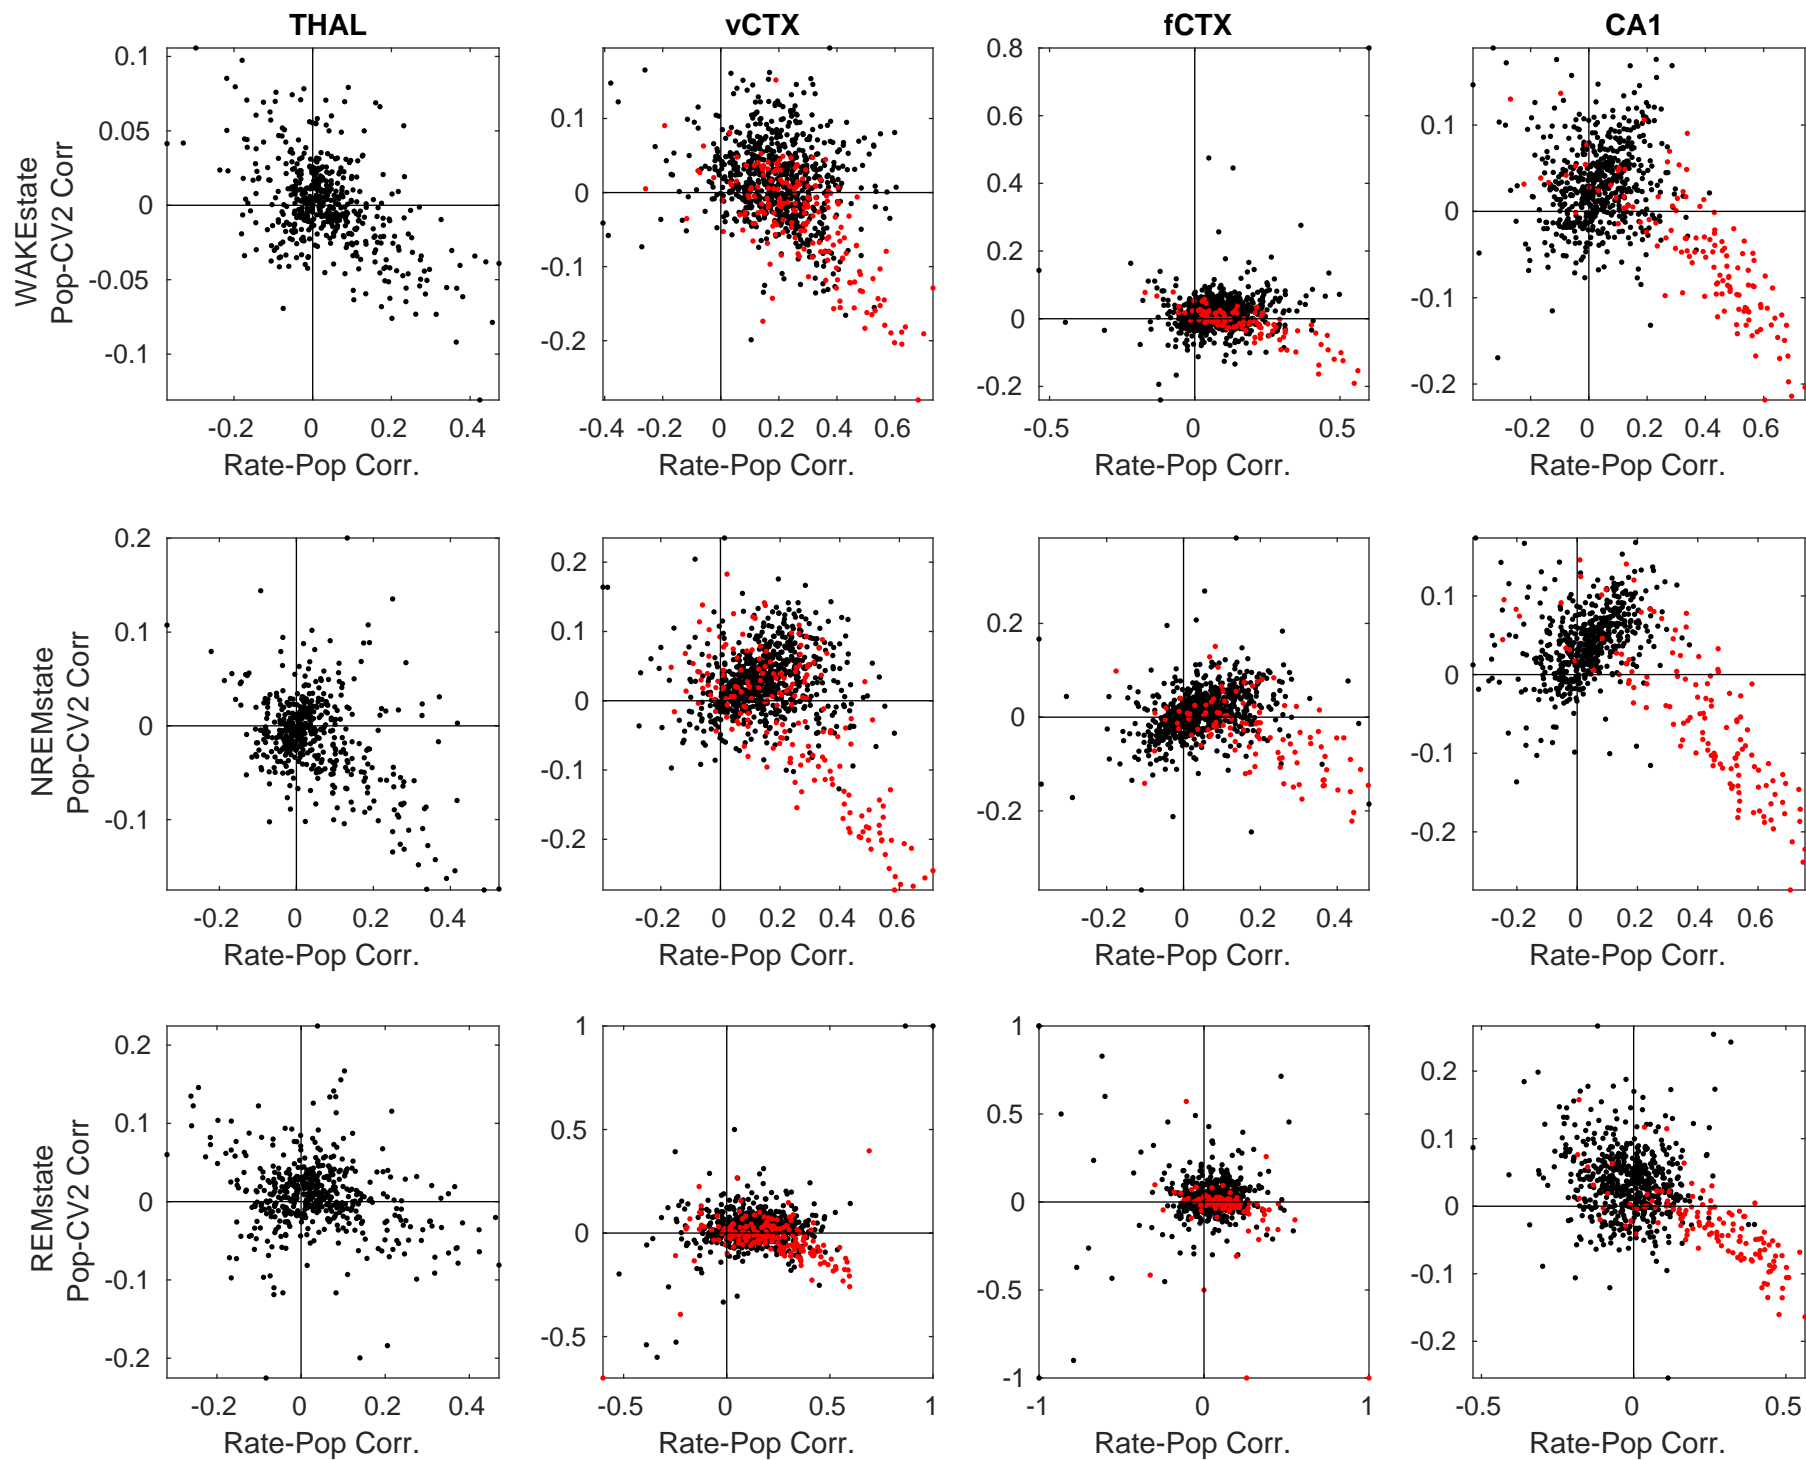 THAL vCTX fCTX CA1
WAKEstate
Pop-CV2 Corr
0.1
0.05
0
-0.05
-0.1
-0.2 0 0.2 0.4
Rate-Pop Corr.
0.1
0
-0.1
-0.2
-0.4 -0.2 0 0.2 0.4 0.6
Rate-Pop Corr.
0.8
0.6
0.4
0.2
0
-0.2
-0.5 0 0.5
Rate-Pop Corr.
0.1
0
-0.1
-0.2
-0.2 0 0.2 0.4 0.6
Rate-Pop Corr.
NREMstate
Pop-CV2 Corr
0.2
0.1
0
-0.1
-0.2 0 0.2 0.4
Rate-Pop Corr.
0.2
0.1
0
-0.1
-0.2
-0.2 0 0.2 0.4 0.6
Rate-Pop Corr.
0.2
0
-0.2
-0.2 0 0.2 0.4
Rate-Pop Corr.
0.1
0
-0.1
-0.2
-0.2 0 0.2 0.4 0.6
Rate-Pop Corr.
REMstate
Pop-CV2 Corr
0.2
0.1
0
-0.1
-0.2
-0.2 0 0.2 0.4
Rate-Pop Corr.
1
0.5
0
-0.5
-0.5 0 0.5 1
Rate-Pop Corr.
1
0.5
0
-0.5
-1
-1 0 1
Rate-Pop Corr.
0.2
0.1
0
-0.1
-0.2
-0.5 0 0.5
Rate-Pop Corr.